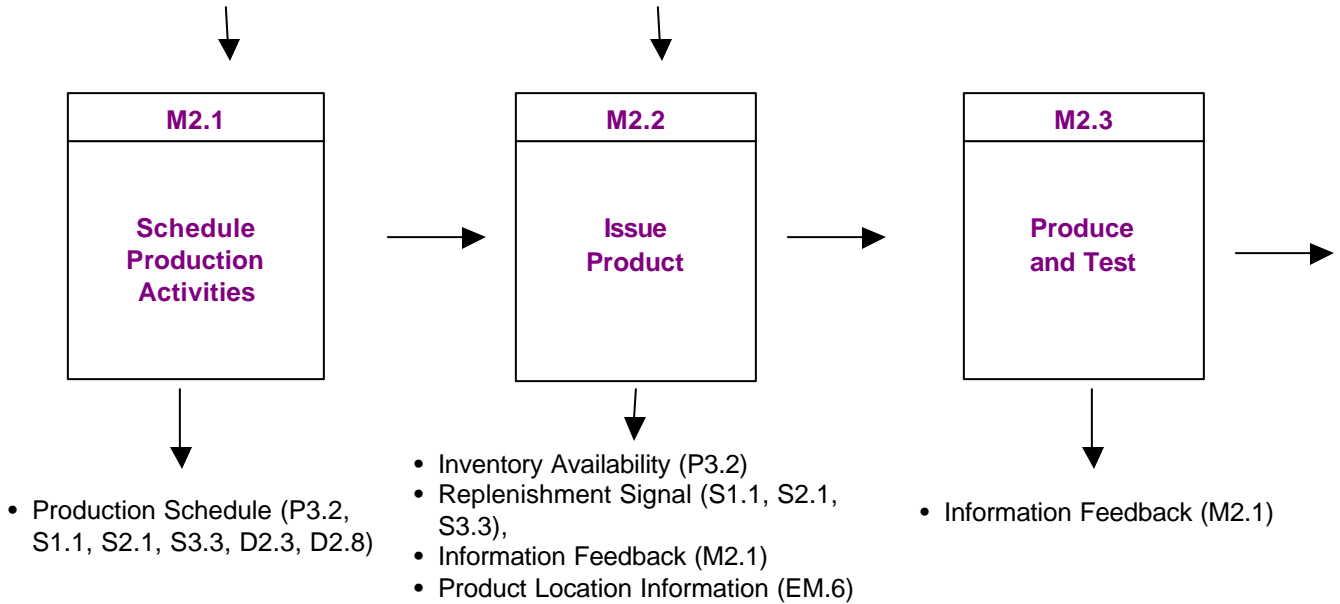 M2.1
Schedule
Production
Activities
M2.2
Issue
Product
M2.3
Produce
and Test
• Production Schedule (P3.2,
S1.1, S2.1, S3.3, D2.3, D2.8)
• Inventory Availability (P3.2)
• Replenishment Signal (S1.1, S2.1,
S3.3),
• Information Feedback (M2.1)
• Product Location Information (EM.6)
• Information Feedback (M2.1)